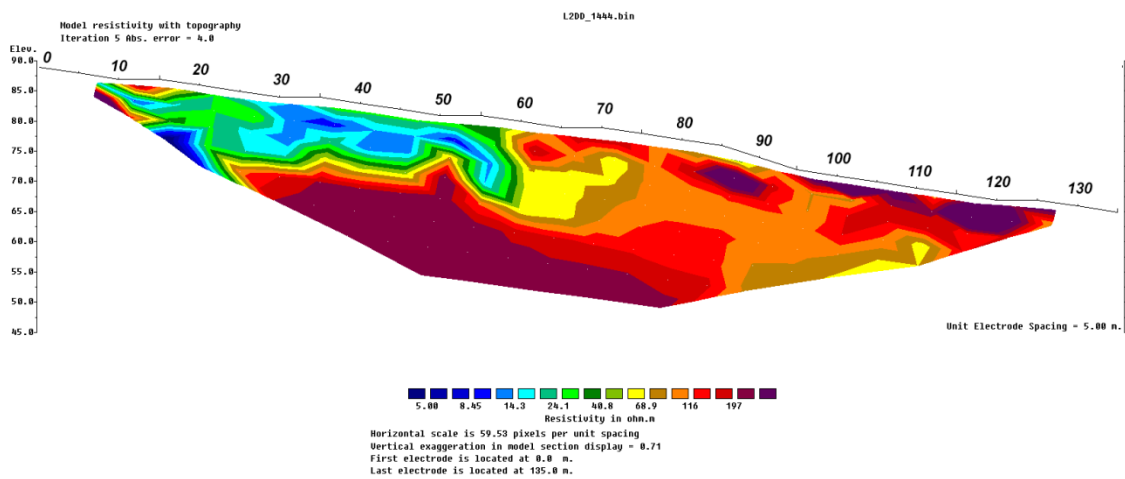 L2DD_1444.bin
Model resistivity with topography
Iteration 5 Abs. error = 4.0
Elev.
0 10 20 30 40 50 60 70 80 90 100 110 120 130
90.0
85.0
80.0
75.0
70.0
65.0
60.0
55.0
50.0
45.0
Unit Electrode Spacing = 5.00 m.
5.00 8.45 14.3 24.1 40.8 68.9 116 197
Resistivity in ohm.m
Horizontal scale is 59.53 pixels per unit spacing
Vertical exaggeration in model section display = 0.71
First electrode is located at 0.0 m.
Last electrode is located at 135.0 m.